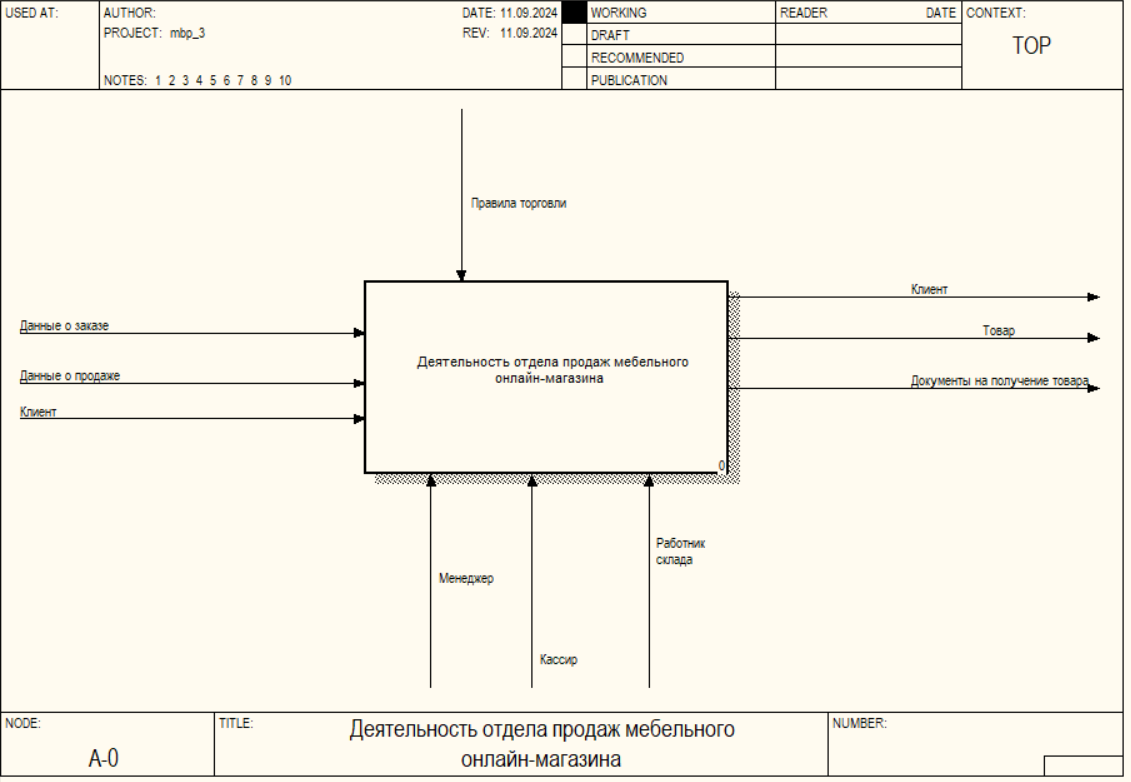 USED AT:
AUTHOR:
DATE: 11.09.2024
WORKING
READER
DATE
CONTEXT:
PROJECT: mbp_3
REV: 11.09.2024
DRAFT
TOP
RECOMMENDED
NOTES: 1 2 3 4 5 6 7 8 9 10
PUBLICATION
Правила торговли
Клиент
Данные о заказе
Товар
Деятельность отдела продаж мебельного
онлайн-магазина
Данные о продаже
Документы на получение товара
Клиент
0
Работник
склада
Менеджер
Кассир
NODE:
TITLE:
Деятельность отдела продаж мебельного
онлайн-магазина
NUMBER:
A-0